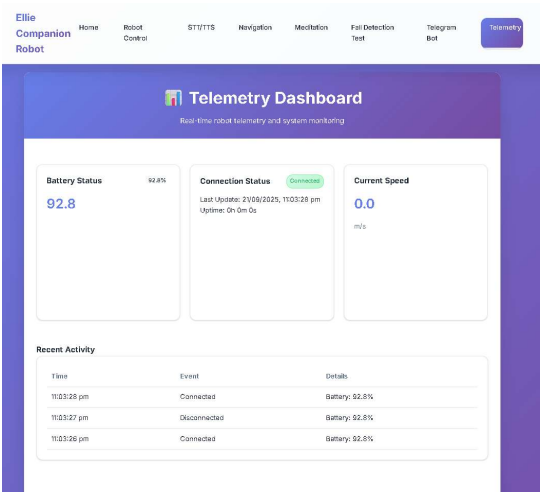 Ellie
Companion
Robot
Home
Robot
Control
STT/TTS
Navigation
Meditation
Fall Detection
Test
Telegram
Bot
Telemetry
📊 Telemetry Dashboard
Real-time robot telemetry and system monitoring
Battery Status 92.8%
92.8
Connection Status Connected
Last Update: 21/09/2025, 11:03:28 pm
Uptime: 0h 0m 0s
Current Speed
0.0
m/s
Recent Activity
Time Event Details
11:03:28 pm Connected Battery: 92.8%
11:03:27 pm Disconnected Battery: 92.8%
11:03:26 pm Connected Battery: 92.8%